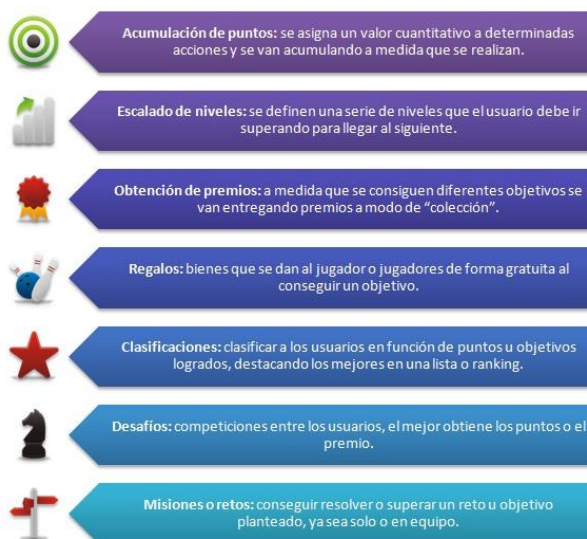 Acumulación de puntos: se asigna un valor cuantitativo a determinadas
acciones y se van acumulando a medida que se realizan.
Escalado de niveles: se definen una serie de niveles que el usuario debe ir
superando para llegar al siguiente.
Obtención de premios: a medida que se consiguen diferentes objetivos se
van entregando premios a modo de “colección”.
Regalos: bienes que se dan al jugador o jugadores de forma gratuita al
conseguir un objetivo.
Clasificaciones: clasificar a los usuarios en función de puntos u objetivos
logrados, destacando los mejores en una lista o ranking.
Desafíos: competiciones entre los usuarios, el mejor obtiene los puntos o el
premio.
Misiones o retos: conseguir resolver o superar un reto u objetivo
planteado, ya sea solo o en equipo.